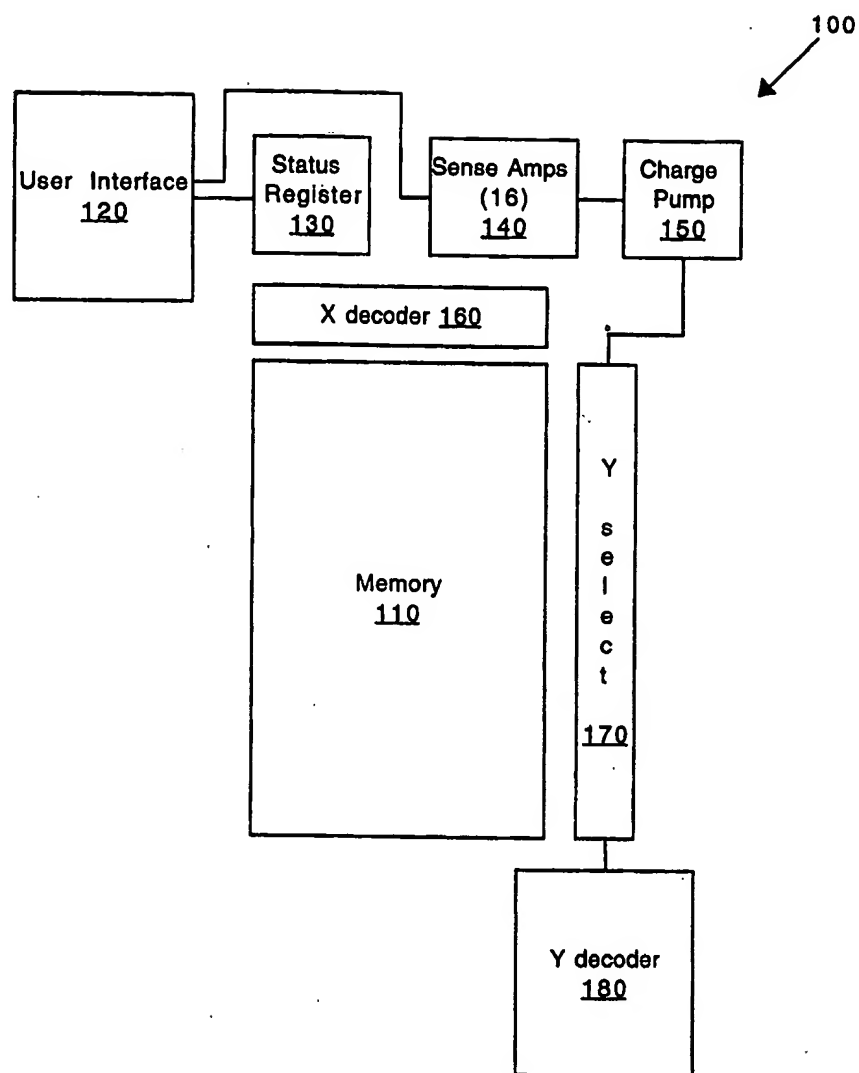 100
User Interface
120
Status
Register
130
Sense Amps
(16)
140
Charge
Pump
150
X decoder 160
Memory
110
Y
s
e
l
e
c
t
170
Y decoder
180